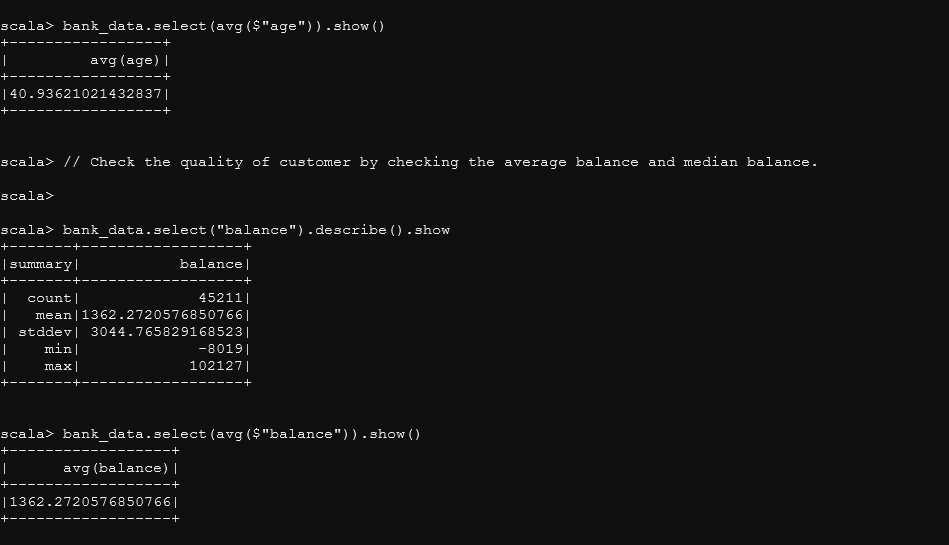 scala> bank_data.select(avg($"age")).show()
+-----------------+
|         avg(age)|
+-----------------+
|40.93621021432837|
+-----------------+
scala> // Check the quality of customer by checking the average balance and median balance.
scala>
scala> bank_data.select("balance").describe().show
+-------+------------------+
|summary|           balance|
+-------+------------------+
|  count|             45211|
|   mean|1362.2720576850766|
| stddev| 3044.765829168523|
|    min|             -8019|
|    max|            102127|
+-------+------------------+
scala> bank_data.select(avg($"balance")).show()
+------------------+
|      avg(balance)|
+------------------+
|1362.2720576850766|
+------------------+